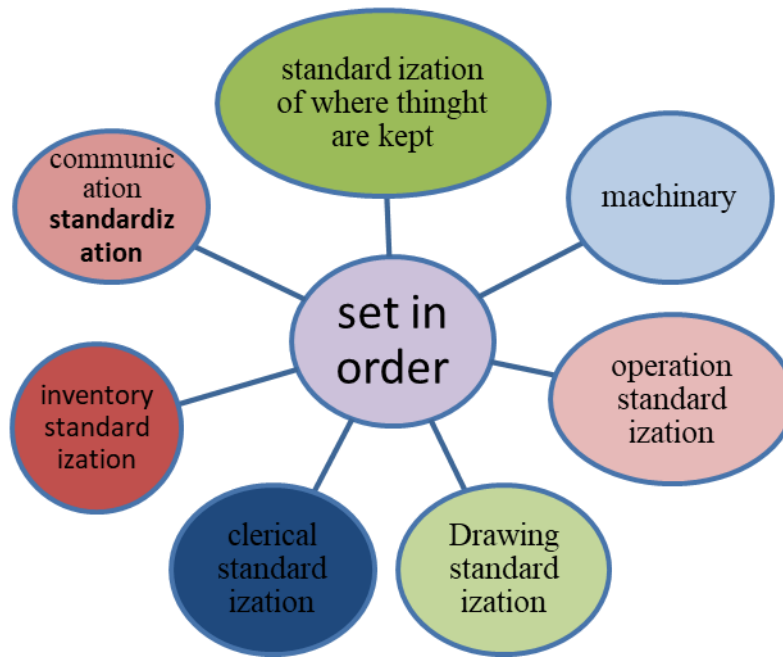 standard ization
of where thinght
are kept
communic
ation
standardiz
ation
machinary
set in
order
operation
standard
ization
inventory
standard
ization
clerical
standard
ization
Drawing
standard
ization